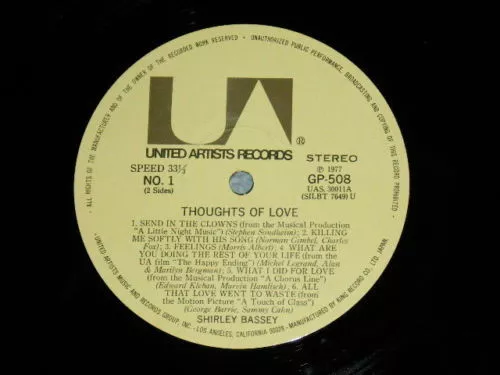 ALL RIGHTS OF THE MANUFACTURER AND OF THE OWNER OF THE RECORDED WORK RESERVED • UNAUTHORIZED PUBLIC PERFORMANCE, BROADCASTING AND COPYING OF THIS RECORD PROHIBITED •
UA ®
UNITED ARTISTS RECORDS
SPEED 33⅓
STEREO
NO. 1
(2 Sides)
Ⓟ 1977
GP-508
UAS. 30011A
(SILBT 7649) U
THOUGHTS OF LOVE
1. SEND IN THE CLOWNS (from the Musical Production
"A Little Night Music") (Stephen Sondheim) 2. KILLING
ME SOFTLY WITH HIS SONG (Norman Gimbel, Charles
Fox) 3. FEELINGS (Morris Albert) 4. WHAT ARE
YOU DOING THE REST OF YOUR LIFE (from the
UA film "The Happy Ending") (Michel Legrand, Alan
& Marilyn Bergman) 5. WHAT I DID FOR LOVE
(from the Musical Production "A Chorus Line")
(Edward Kleban, Marvin Hamlisch) 6. ALL
THAT LOVE WENT TO WASTE (from
the Motion Picture "A Touch of Glass")
(George Barrie, Sammy Cahn)
SHIRLEY BASSEY
• UNITED ARTISTS MUSIC AND RECORDS GROUP, INC. • LOS ANGELES, CALIFORNIA 90028 • MANUFACTURED BY KING RECORD CO. LTD. JAPAN